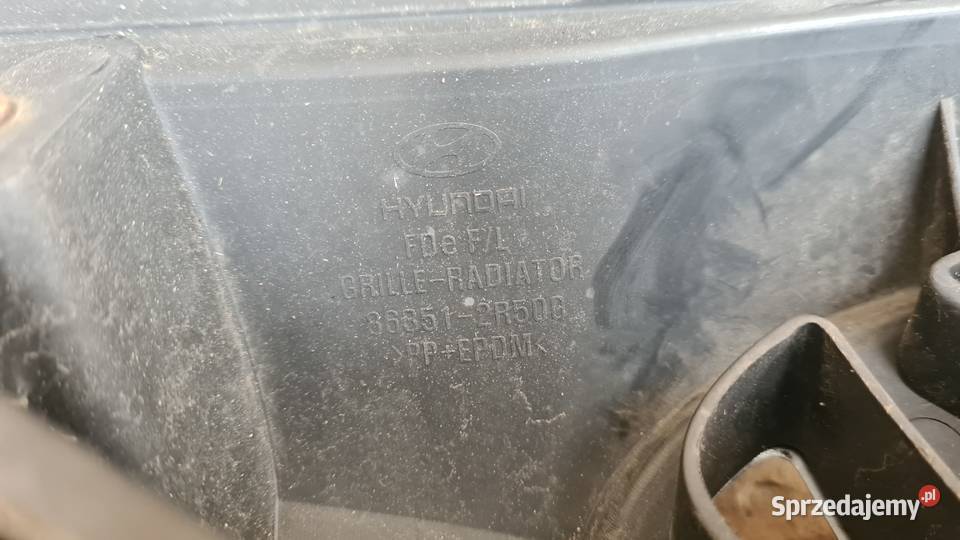 HYUNDAI
FDe F/L
GRILLE-RADIATOR
86351-2R500
>PP+EPDM<
Sprzedajemy.pl